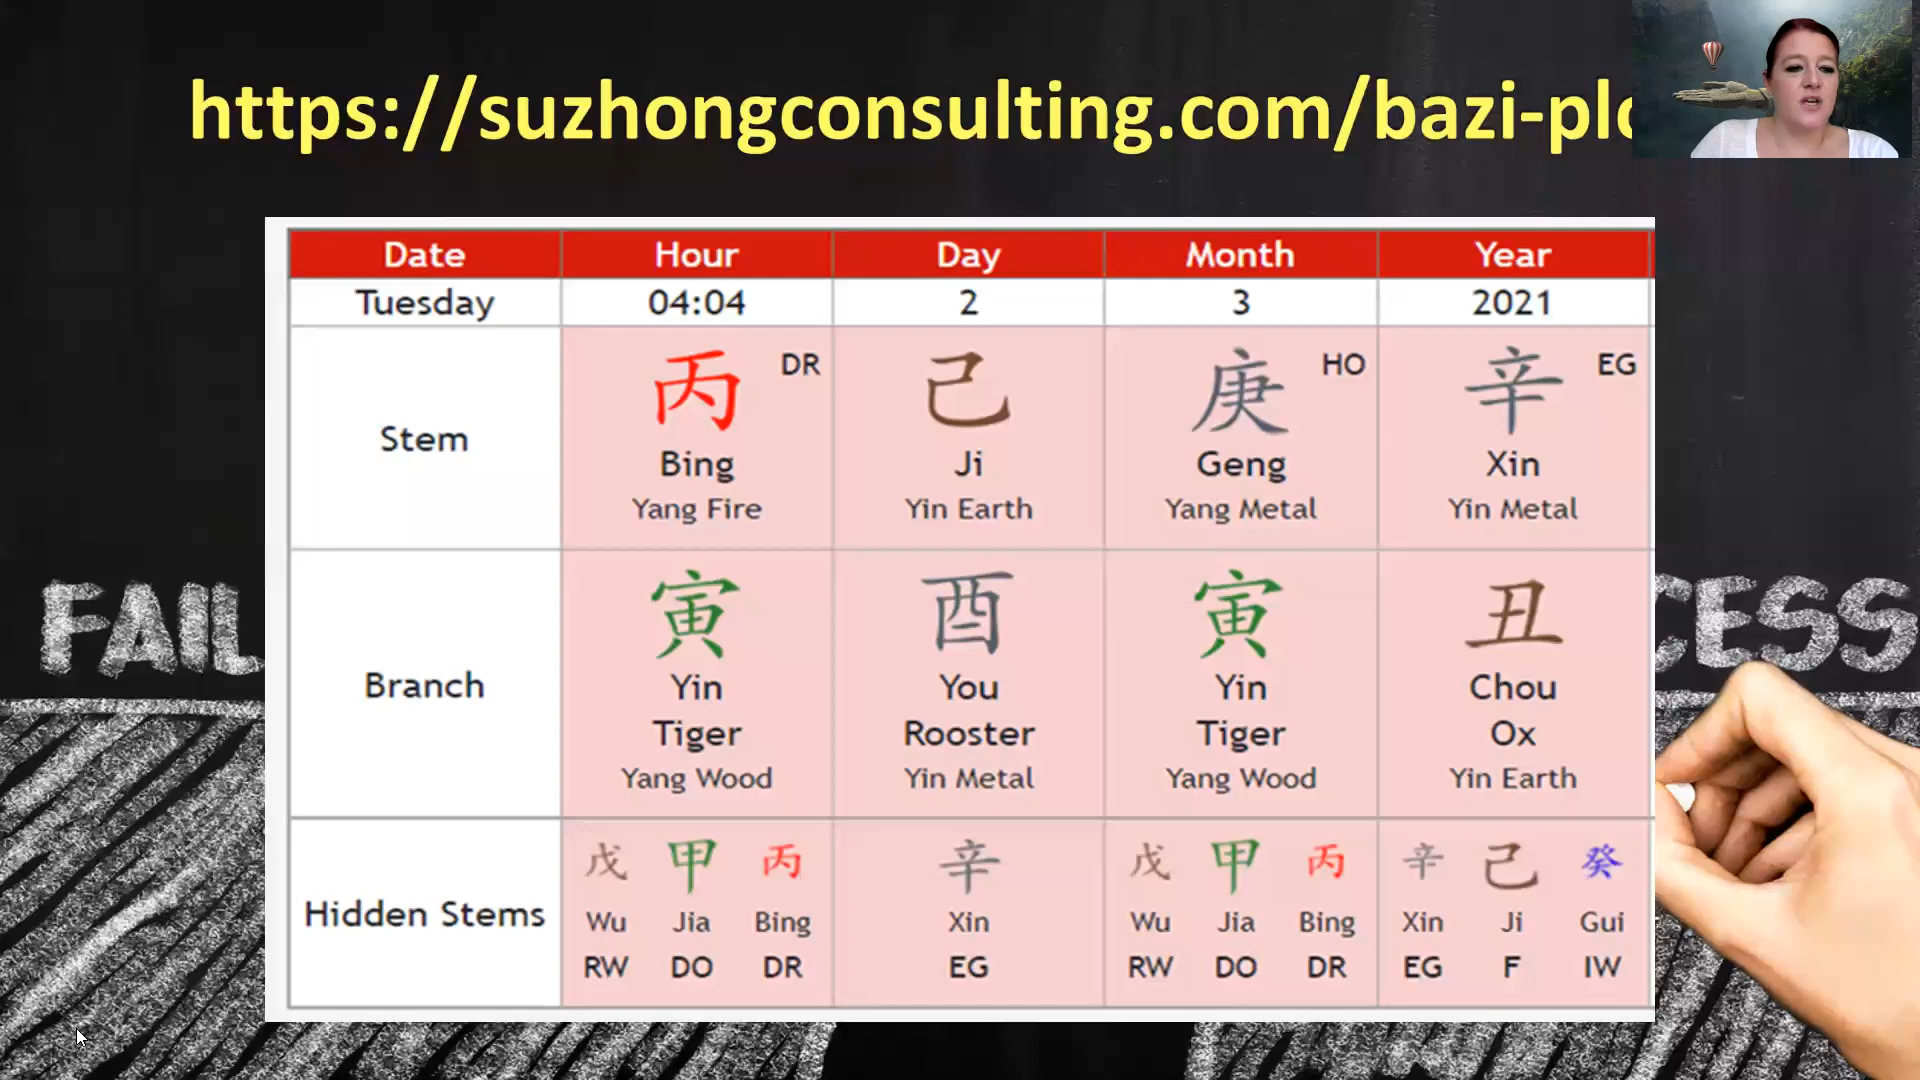 https://suzhongconsulting.com/bazi-plo
Date Hour Day Month Year
Tuesday 04:04 2 3 2021
Stem
丙 DR 己 庚 HO 辛 EG
Bing Ji Geng Xin
Yang Fire Yin Earth Yang Metal Yin Metal
Branch
寅 酉 寅 丑
Yin You Yin Chou
Tiger Rooster Tiger Ox
Yang Wood Yin Metal Yang Wood Yin Earth
Hidden Stems
戊 甲 丙 辛 戊 甲 丙 辛 己 癸
Wu Jia Bing Xin Wu Jia Bing Xin Ji Gui
RW DO DR EG RW DO DR EG F IW
FAIL
CESS